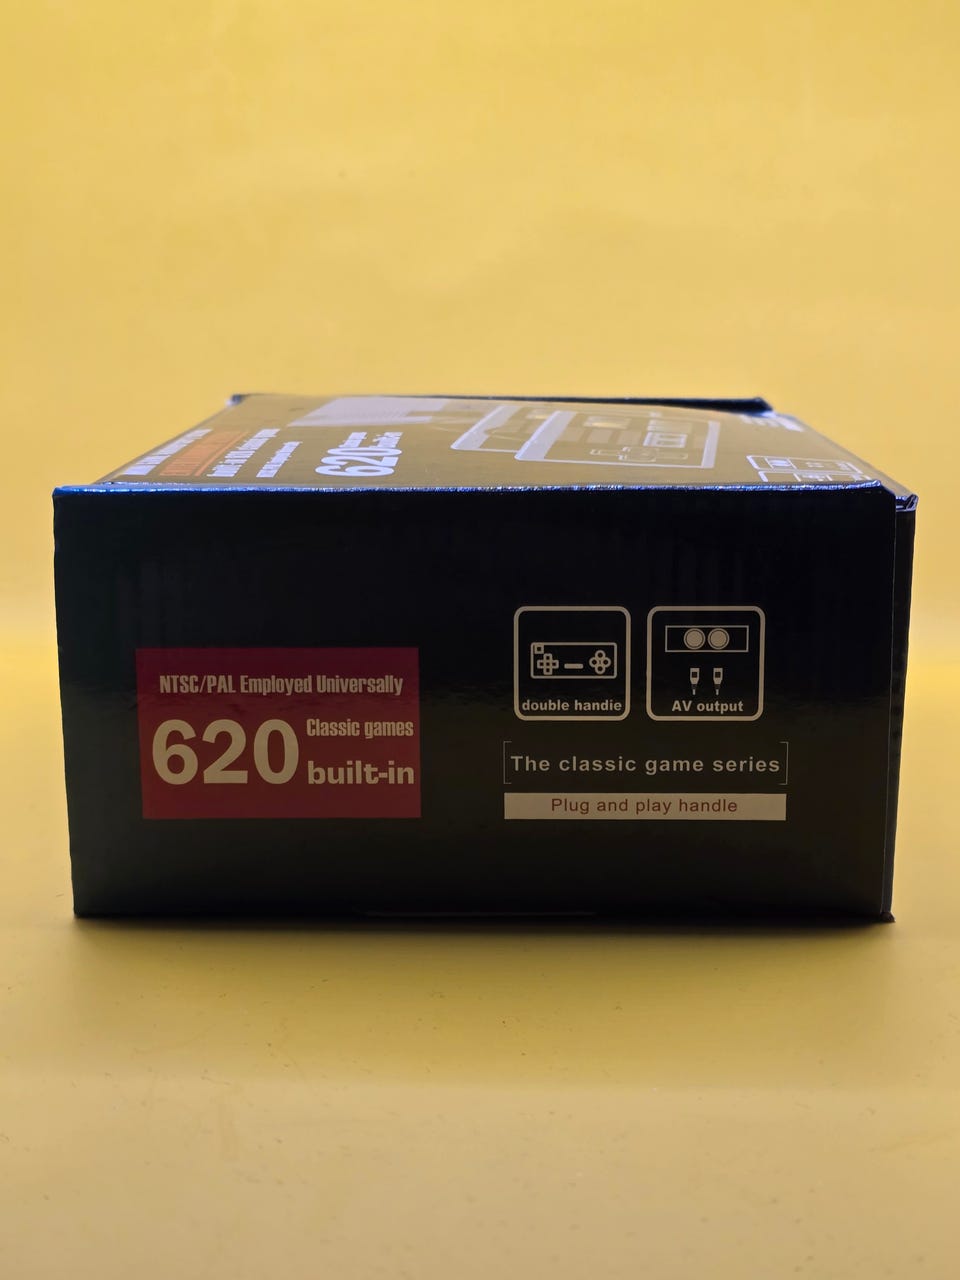 620
NTSC/PAL Employed Universally
620 Classic games
built-in
double handie
AV output
The classic game series
Plug and play handle